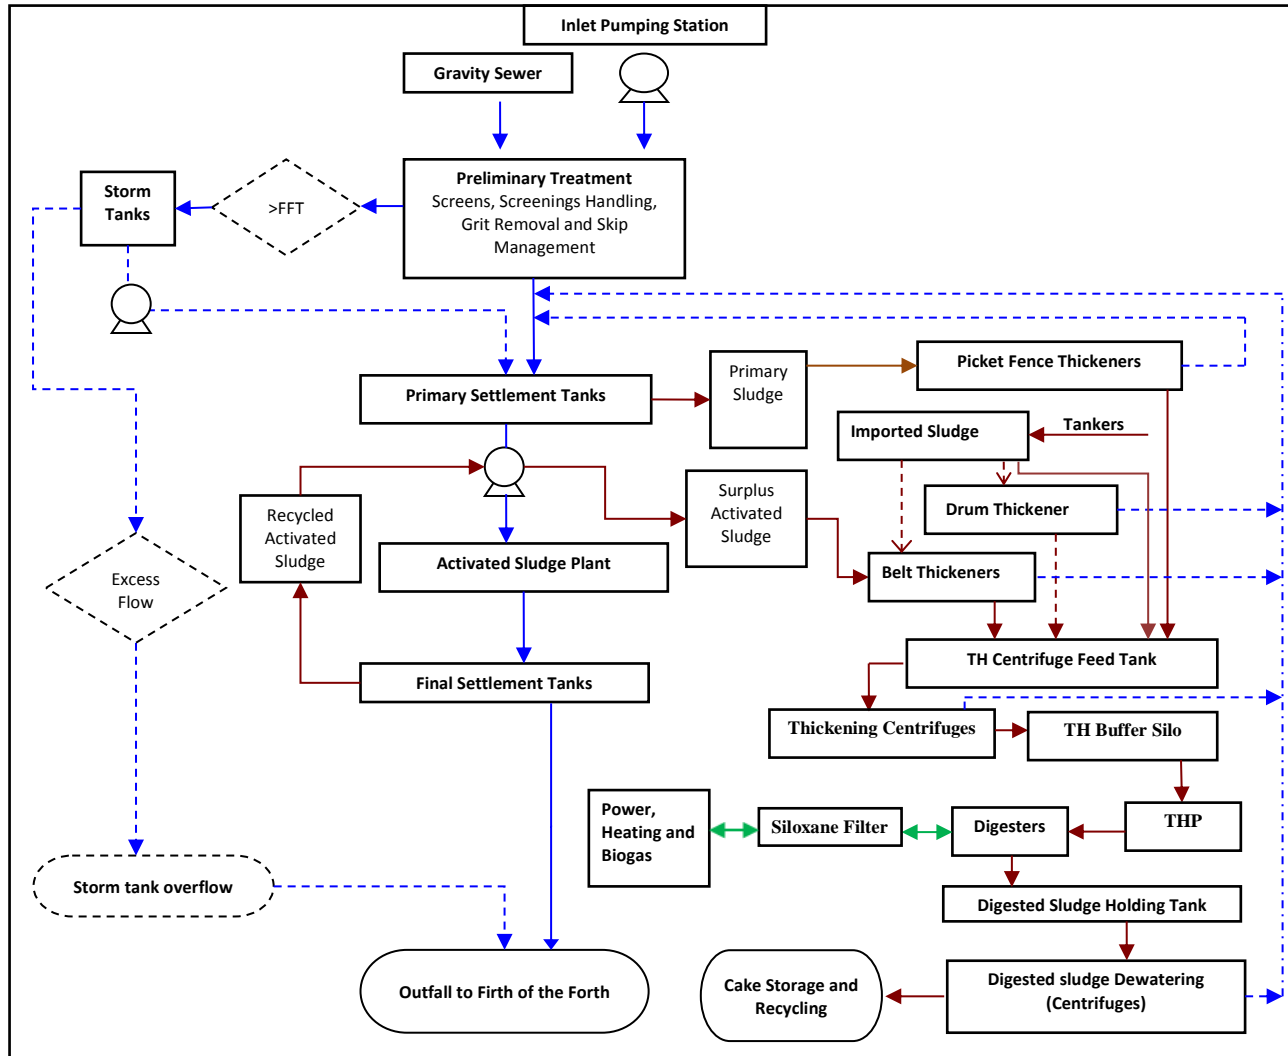 Inlet Pumping Station
Gravity Sewer
Preliminary Treatment
Screens, Screenings Handling,
Grit Removal and Skip
Management
Storm
Tanks
>FFT
Primary Settlement Tanks
Primary
Sludge
Picket Fence Thickeners
Imported Sludge
Tankers
Recycled
Activated
Sludge
Surplus
Activated
Sludge
Drum Thickener
Activated Sludge Plant
Belt Thickeners
Excess
Flow
Final Settlement Tanks
TH Centrifuge Feed Tank
Thickening Centrifuges
TH Buffer Silo
Power,
Heating and
Biogas
Siloxane Filter
Digesters
THP
Storm tank overflow
Digested Sludge Holding Tank
Outfall to Firth of the Forth
Cake Storage and
Recycling
Digested sludge Dewatering
(Centrifuges)